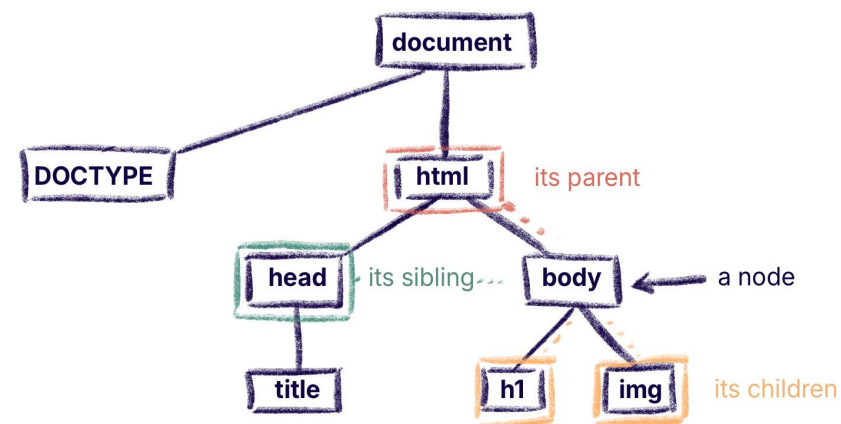 document
DOCTYPE
html
its parent
head
its sibling
body
a node
title
h1
img
its children